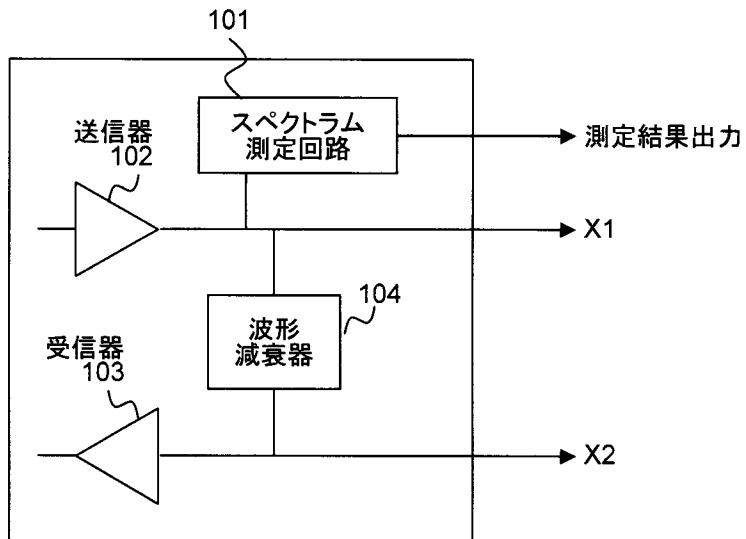 101
スペクトラム
測定回路
測定結果出力
送信器
102
X1
104
波形
減衰器
受信器
103
X2